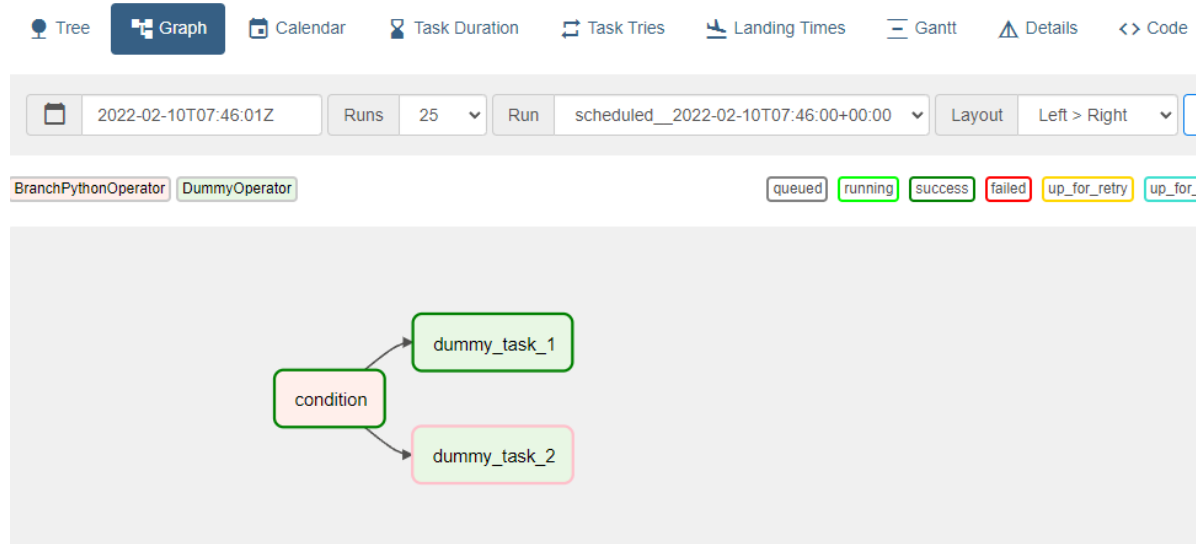 Tree Graph Calendar Task Duration Task Tries Landing Times Gantt Details <> Code
2022-02-10T07:46:01Z Runs 25 Run scheduled__2022-02-10T07:46:00+00:00 Layout Left > Right
BranchPythonOperator DummyOperator queued running success failed up_for_retry up_for_
dummy_task_1
condition
dummy_task_2